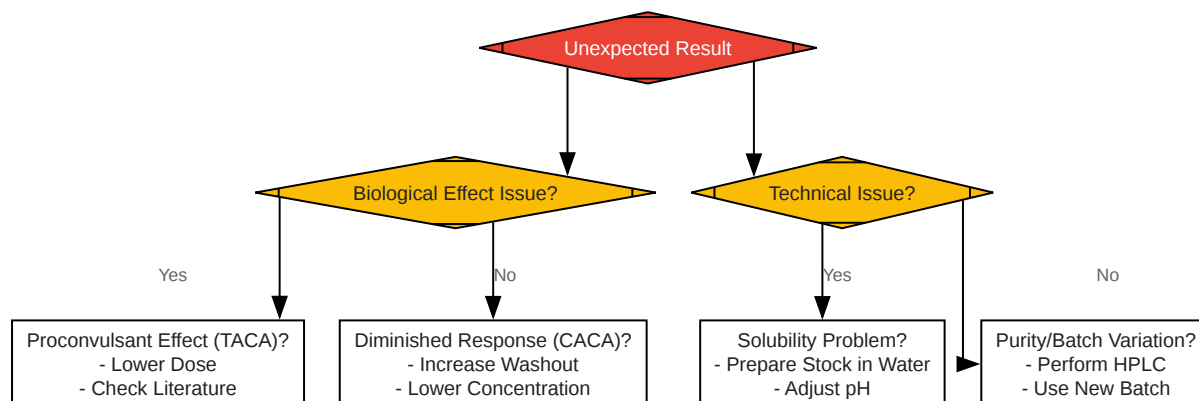 Unexpected Result
Biological Effect Issue?
Technical Issue?
Yes
No
Yes
No
Proconvulsant Effect (TACA)?
- Lower Dose
- Check Literature
Diminished Response (CACA)?
- Increase Washout
- Lower Concentration
Solubility Problem?
- Prepare Stock in Water
- Adjust pH
Purity/Batch Variation?
- Perform HPLC
- Use New Batch